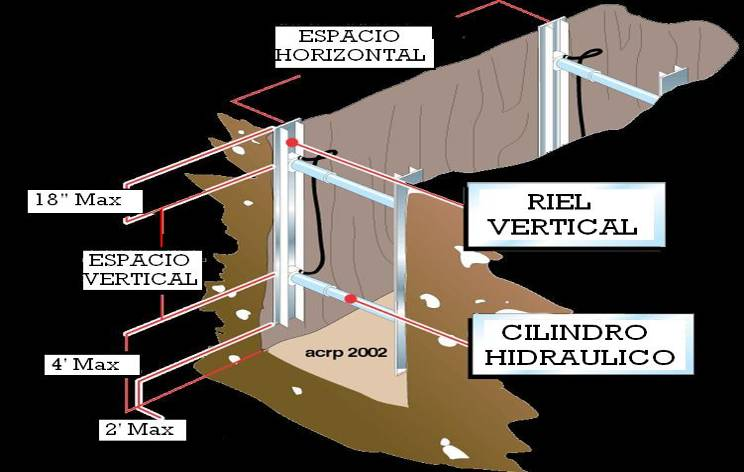 ESPACIO
HORIZONTAL
18" Max
RIEL
VERTICAL
ESPACIO
VERTICAL
CILINDRO
HIDRAULICO
acrp 2002
4' Max
2' Max